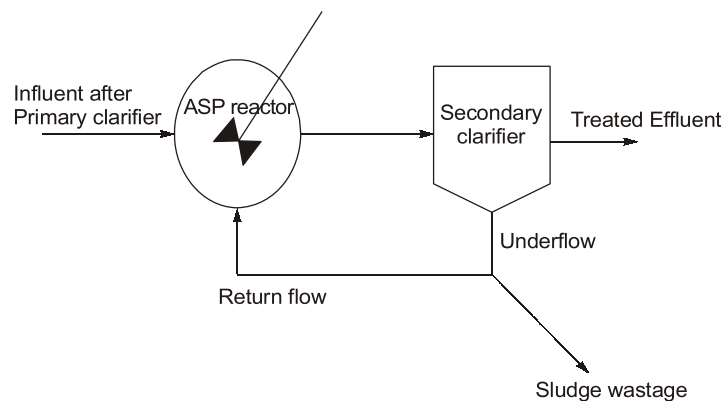 Influent after
Primary clarifier
ASP reactor
Secondary
clarifier
Treated Effluent
Underflow
Return flow
Sludge wastage